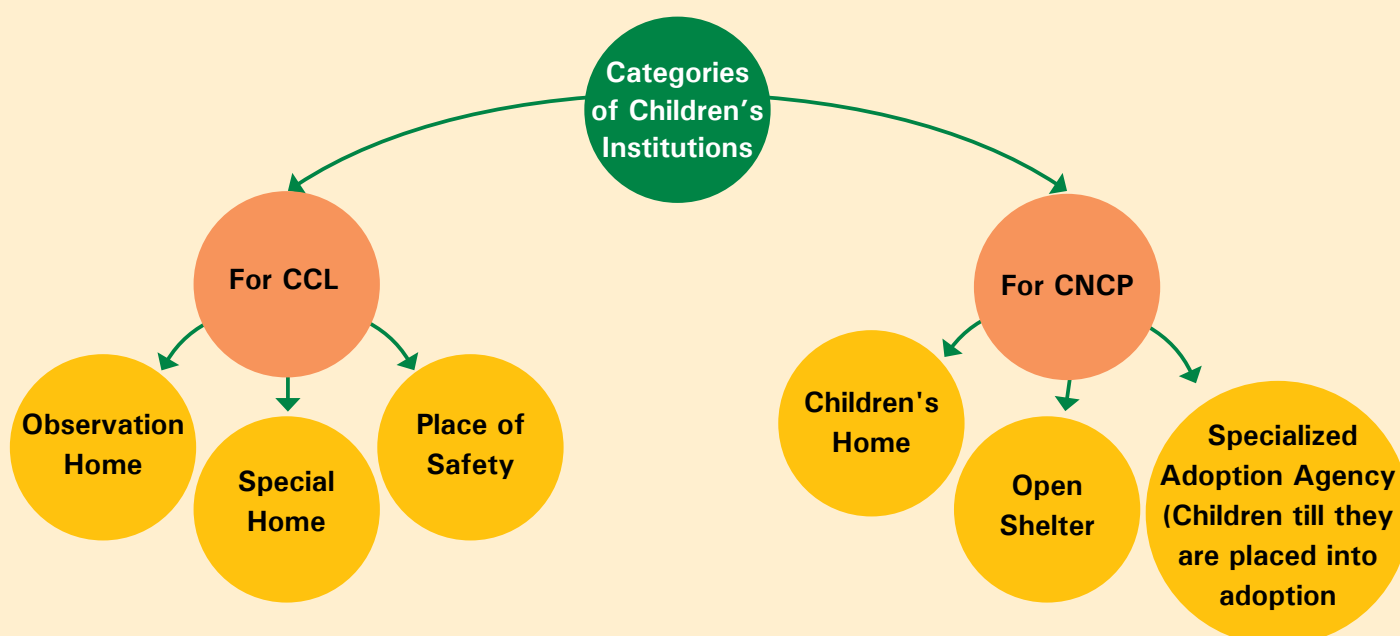 Categories
of Children’s
Institutions
For CCL
For CNCP
Observation
Home
Special
Home
Place of
Safety
Children's
Home
Open
Shelter
Specialized
Adoption Agency
(Children till they
are placed into
adoption